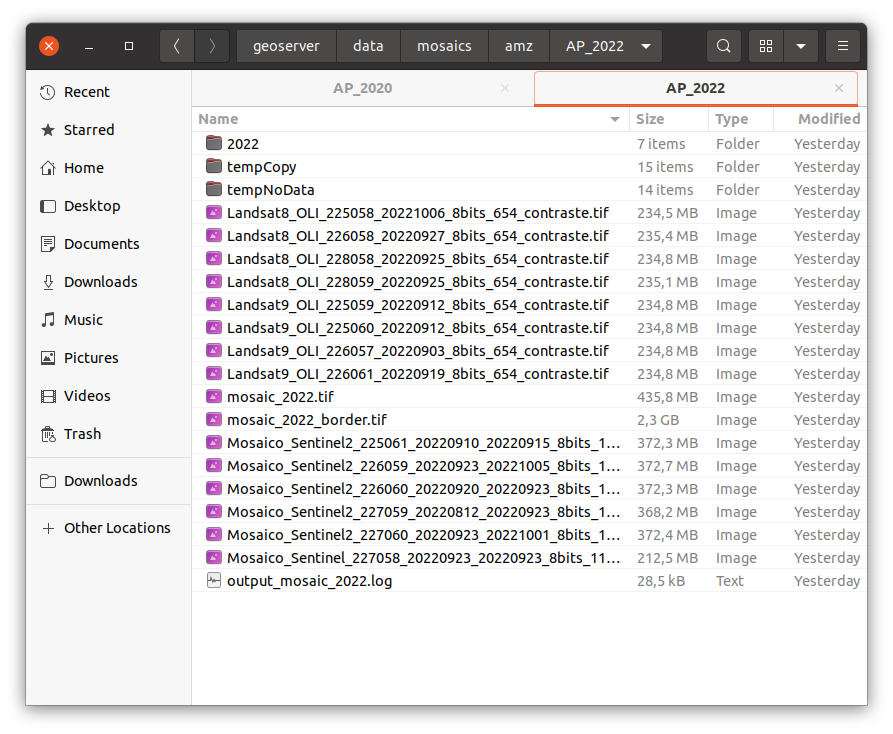 geoserver data mosaics amz AP_2022
AP_2020 AP_2022
Recent
Starred
Home
Desktop
Documents
Downloads
Music
Pictures
Videos
Trash
Downloads
Other Locations
Name Size Type Modified
2022 7 items Folder Yesterday
tempCopy 15 items Folder Yesterday
tempNoData 14 items Folder Yesterday
Landsat8_OLI_225058_20221006_8bits_654_contraste.tif 234,5 MB Image Yesterday
Landsat8_OLI_226058_20220927_8bits_654_contraste.tif 235,4 MB Image Yesterday
Landsat8_OLI_228058_20220925_8bits_654_contraste.tif 234,8 MB Image Yesterday
Landsat8_OLI_228059_20220925_8bits_654_contraste.tif 235,1 MB Image Yesterday
Landsat9_OLI_225059_20220912_8bits_654_contraste.tif 234,8 MB Image Yesterday
Landsat9_OLI_225060_20220912_8bits_654_contraste.tif 234,8 MB Image Yesterday
Landsat9_OLI_226057_20220903_8bits_654_contraste.tif 234,8 MB Image Yesterday
Landsat9_OLI_226061_20220919_8bits_654_contraste.tif 234,8 MB Image Yesterday
mosaic_2022.tif 435,8 MB Image Yesterday
mosaic_2022_border.tif 2,3 GB Image Yesterday
Mosaico_Sentinel2_225061_20220910_20220915_8bits_1... 372,3 MB Image Yesterday
Mosaico_Sentinel2_226059_20220923_20221005_8bits_1... 372,7 MB Image Yesterday
Mosaico_Sentinel2_226060_20220920_20220923_8bits_1... 372,3 MB Image Yesterday
Mosaico_Sentinel2_227059_20220812_20220923_8bits_1... 368,2 MB Image Yesterday
Mosaico_Sentinel2_227060_20220923_20221001_8bits_1... 372,4 MB Image Yesterday
Mosaico_Sentinel_227058_20220923_20220923_8bits_11... 212,5 MB Image Yesterday
output_mosaic_2022.log 28,5 kB Text Yesterday